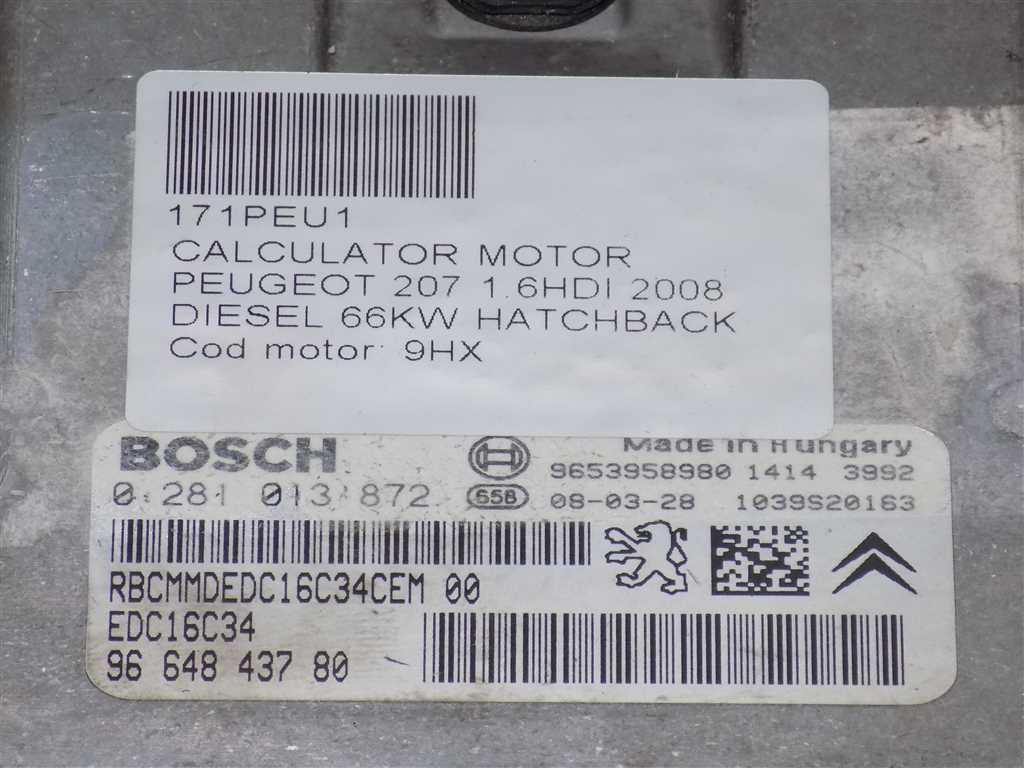 171PEU1
CALCULATOR MOTOR
PEUGEOT 207 1.6HDI 2008
DIESEL 66KW HATCHBACK
Cod motor: 9HX
BOSCH
Made in Hungary
9653958980 1414 3992
0 281 013 872 658 08-03-28 1039S20163
RBCMMDEDC16C34CEM 00
EDC16C34
96 648 437 80